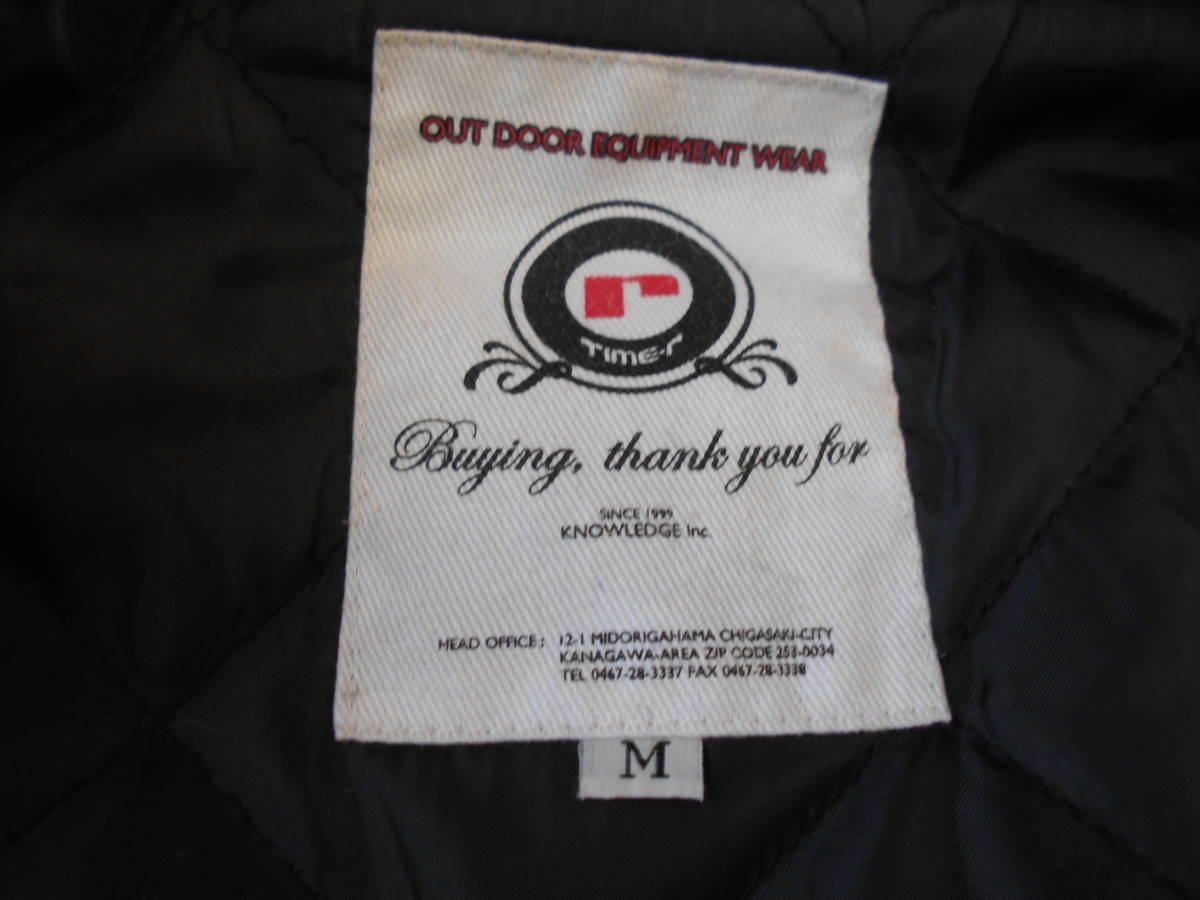 OUT DOOR EQUIPMENT WEAR
r
TIME-r
Buying, thank you for
SINCE 1999
KNOWLEDGE Inc.
HEAD OFFICE: 12-1 MIDORIGAHAMA CHIGASAKI-CITY
KANAGAWA-AREA ZIP CODE 253-0034
TEL 0467-28-3337 FAX 0467-28-3338
M